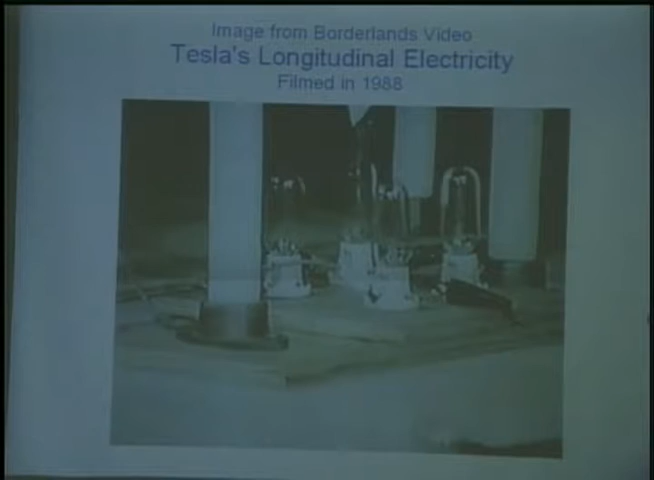 Image from Borderlands Video
Tesla's Longitudinal Electricity
Filmed in 1988